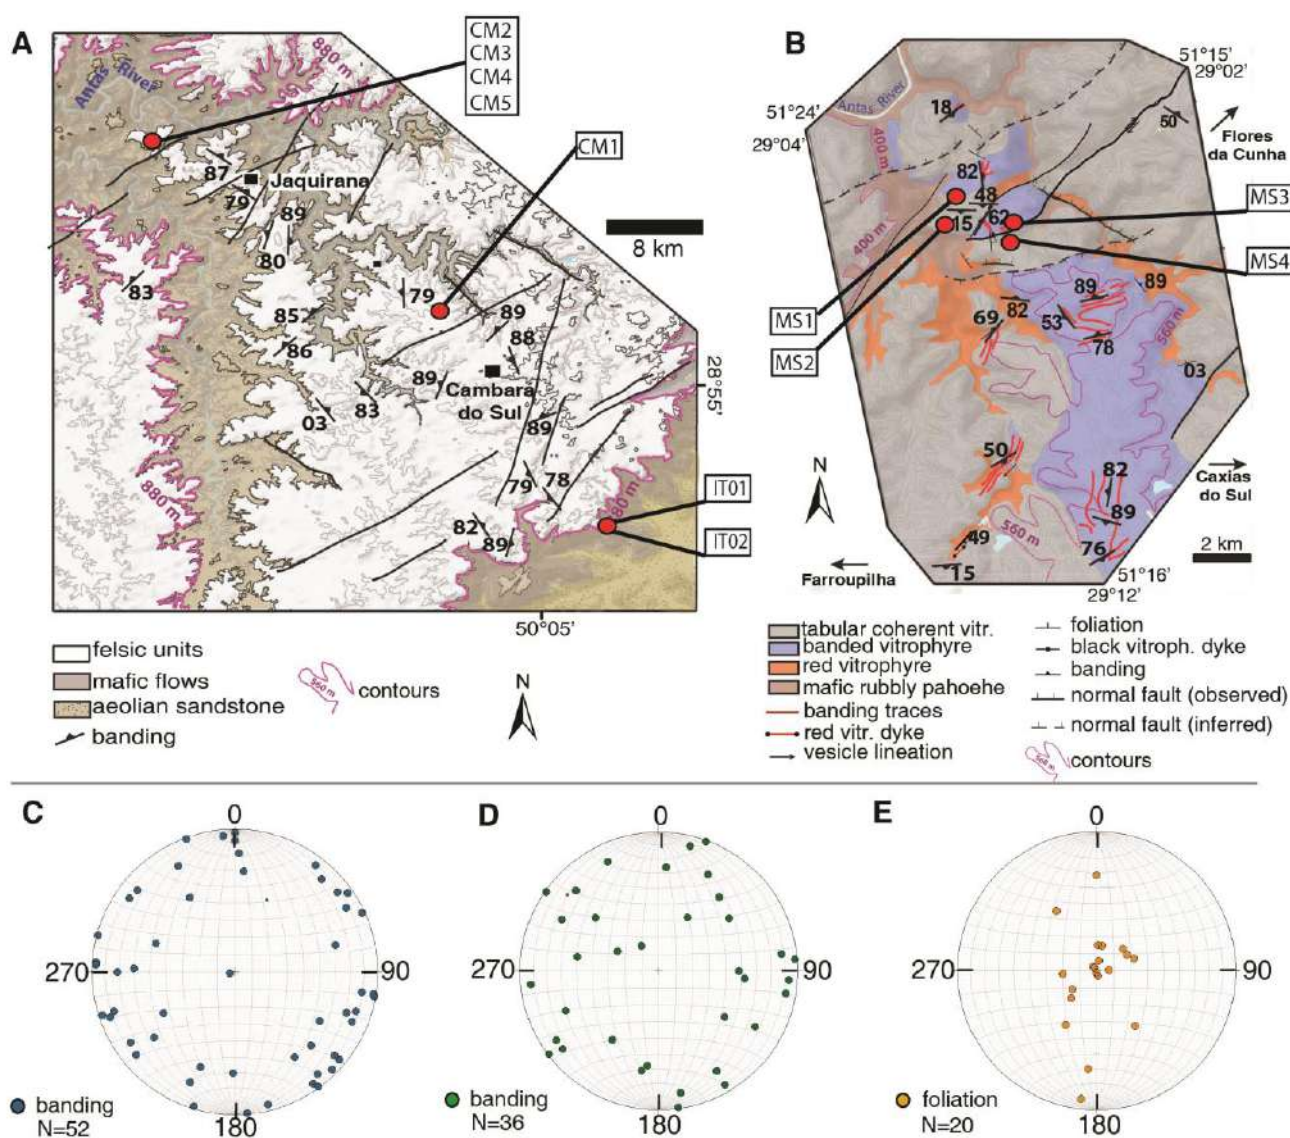 A
880 m
Antas River
CM2
CM3
CM4
CM5
CM1
87
Jaquirana
79
89
80
83
8 km
79
85
86
89
88
89
Cambara
do Sul
83
03
28°55'
89
880 m
79
78
82
89
80 m
IT01
IT02
50°05'
felsic units
mafic flows
aeolian sandstone
banding
560 m
contours
N
B
51°15'
29°02'
51°24'
29°04'
Antas River
400 m
18
50
Flores
da Cunha
82
48
15
62
400 m
MS3
MS4
MS1
MS2
89
89
82
69
53
78
560 m
03
50
82
89
Caxias
do Sul
N
49
560 m
76
2 km
15
Farroupilha
51°16'
29°12'
tabular coherent vitr.
banded vitrophyre
red vitrophyre
mafic rubbly pahoehe
banding traces
red vitr. dyke
vesicle lineation
foliation
black vitroph. dyke
banding
normal fault (observed)
normal fault (inferred)
560 m
contours
C
0
270
90
180
banding
N=52
D
0
270
90
180
banding
N=36
E
0
270
90
180
foliation
N=20